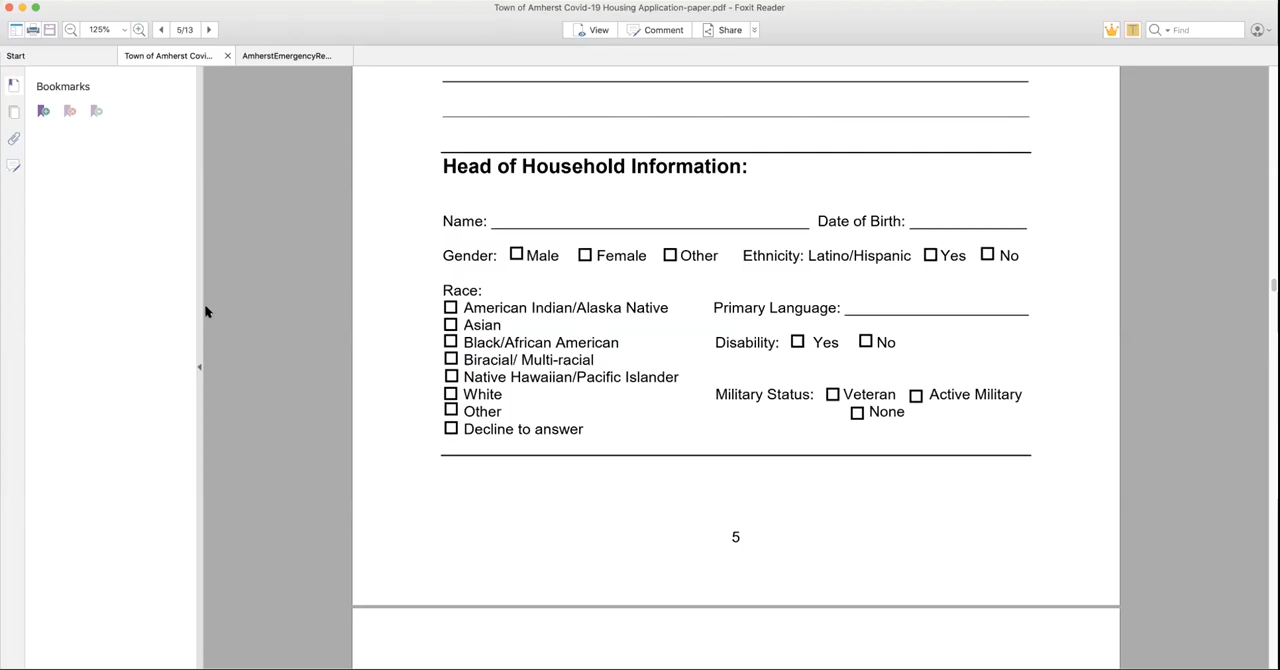 Town of Amherst Covid-19 Housing Application-paper.pdf - Foxit Reader
125% 5/13 View Comment Share Find
Start Town of Amherst Covi... AmherstEmergencyRe...
Bookmarks
Head of Household Information:
Name: ______ Date of Birth: ______
Gender: Male Female Other Ethnicity: Latino/Hispanic Yes No
Race:
American Indian/Alaska Native Primary Language: ______
Asian
Black/African American Disability: Yes No
Biracial/ Multi-racial
Native Hawaiian/Pacific Islander
White Military Status: Veteran Active Military
Other None
Decline to answer
5